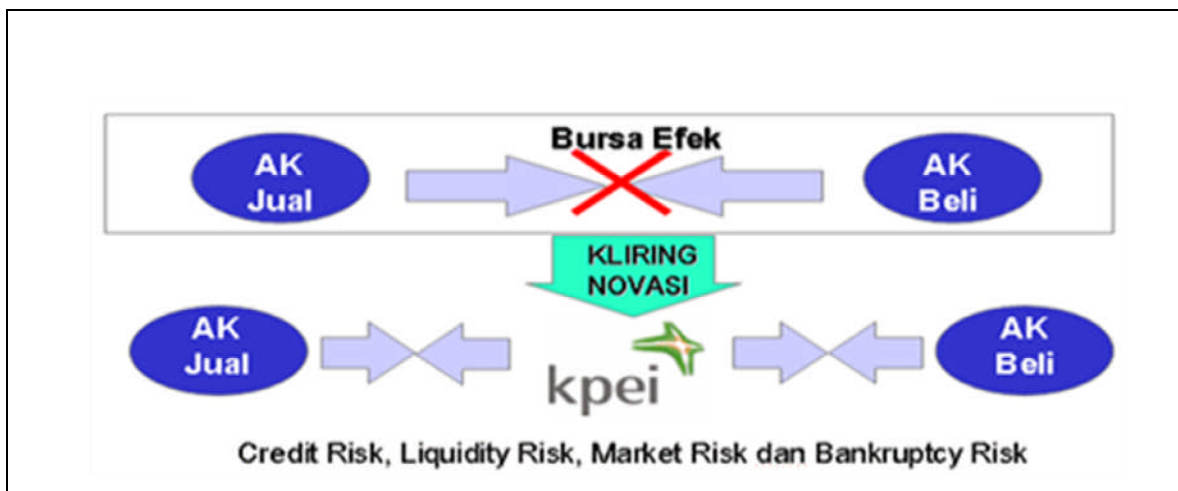 Bursa Efek
AK
Jual
AK
Beli
KLIRING
NOVASI
AK
Jual
kpei
AK
Beli
Credit Risk, Liquidity Risk, Market Risk dan Bankruptcy Risk